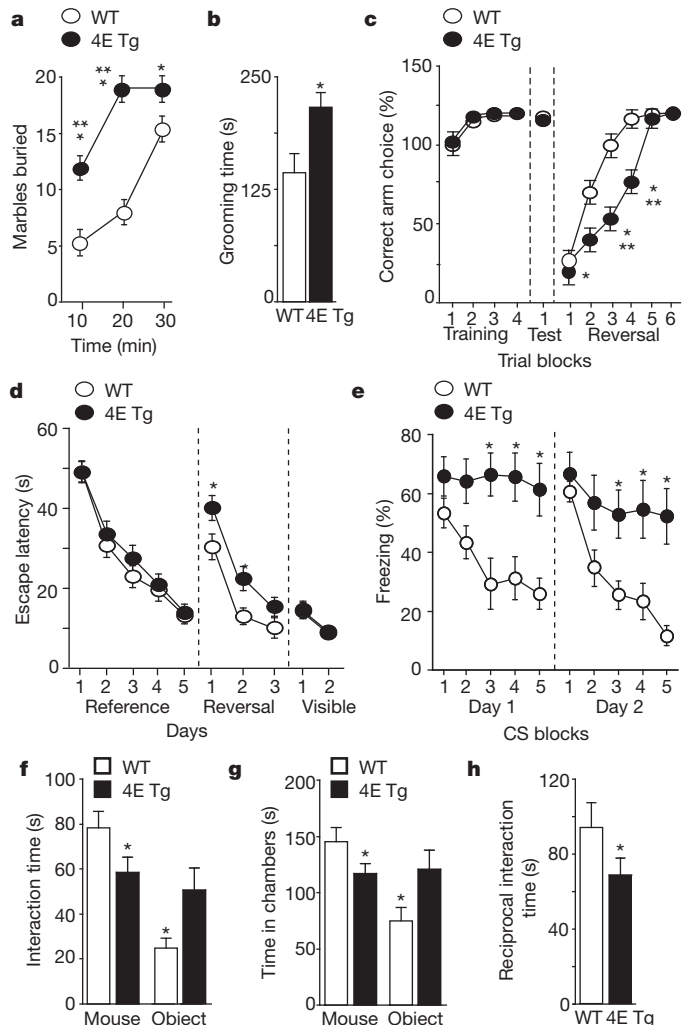 a
WT
4E Tg
Marbles buried
20
15
10
5
0
** *
** *
*
10 20 30
Time (min)
b
Grooming time (s)
250
125
0
*
WT 4E Tg
c
WT
4E Tg
Correct arm choice (%)
150
100
50
0
*
* **
* **
1 2 3 4 1 1 2 3 4 5 6
Training Test Reversal
Trial blocks
d
WT
4E Tg
Escape latency (s)
60
40
20
0
*
*
1 2 3 4 5 1 2 3 1 2
Reference Reversal Visible
Days
e
WT
4E Tg
Freezing (%)
80
60
40
20
0
* * *
* * *
1 2 3 4 5 1 2 3 4 5
Day 1 Day 2
CS blocks
f
WT
4E Tg
Interaction time (s)
100
80
60
40
20
0
*
*
Mouse Object
g
WT
4E Tg
Time in chambers (s)
200
150
100
50
0
*
*
Mouse Object
h
Reciprocal interaction
time (s)
120
80
40
0
*
WT 4E Tg